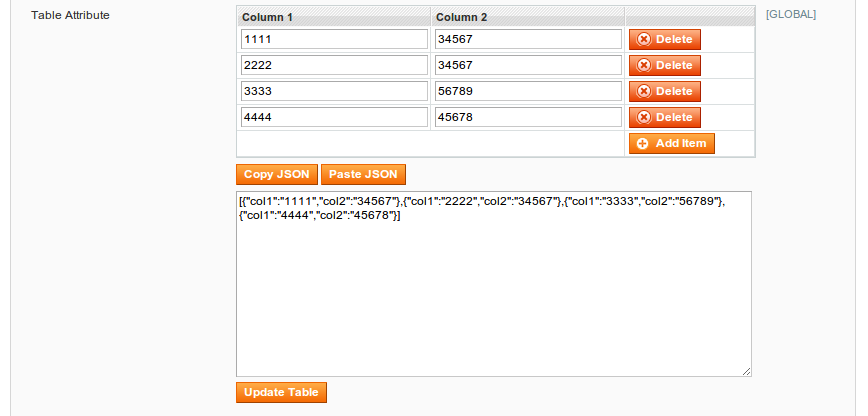 Table Attribute
Column 1 Column 2
[GLOBAL]
1111 34567 Delete
2222 34567 Delete
3333 56789 Delete
4444 45678 Delete
Add Item
Copy JSON Paste JSON
[{"col1":"1111","col2":"34567"},{"col1":"2222","col2":"34567"},{"col1":"3333","col2":"56789"},
{"col1":"4444","col2":"45678"}]
Update Table